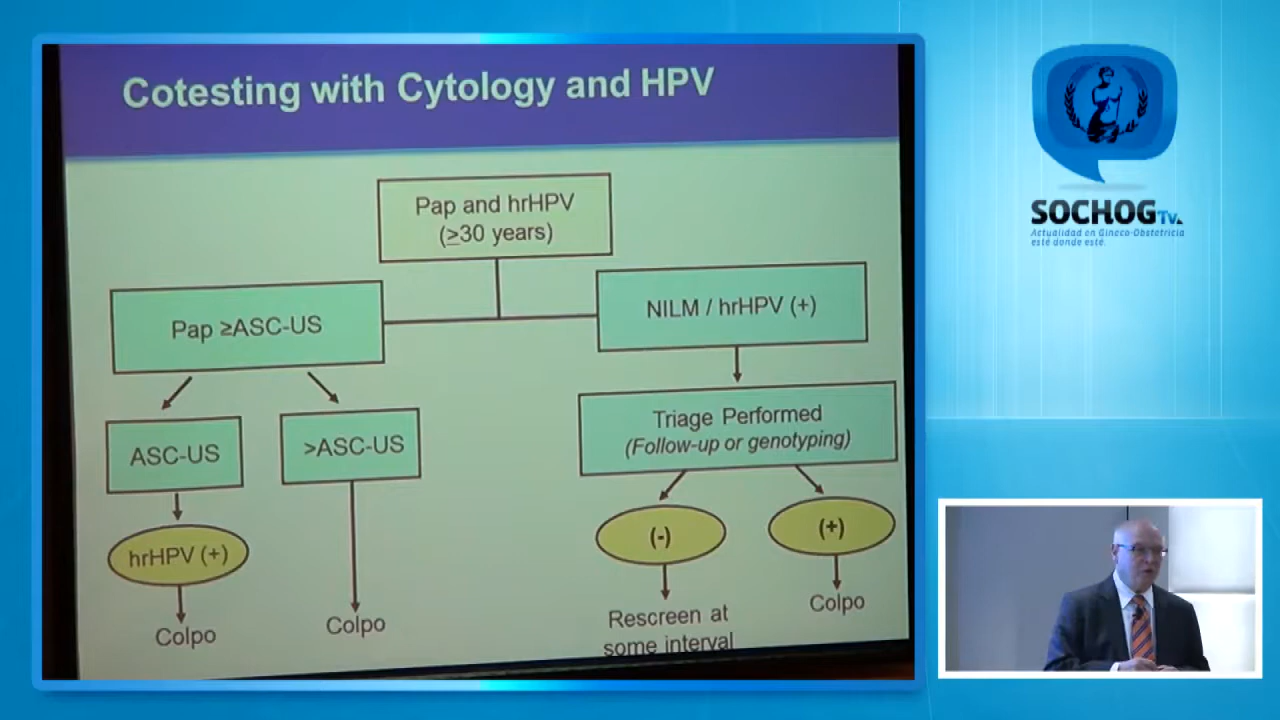 Cotesting with Cytology and HPV
Pap and hrHPV
(≥30 years)
Pap ≥ASC-US
NILM / hrHPV (+)
ASC-US
>ASC-US
Triage Performed
(Follow-up or genotyping)
hrHPV (+)
(-)
(+)
Colpo
Colpo
Rescreen at
some interval
Colpo
SOCHOG Tv.
Actualidad en Gineco-Obstetricia
esté donde esté.